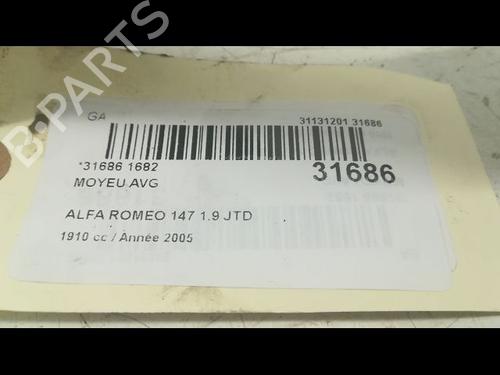 GA
31131201 31686
*31686 1682
31686
MOYEU AVG
ALFA ROMEO 147 1.9 JTD
1910 cc / Année 2005
B-PARTS